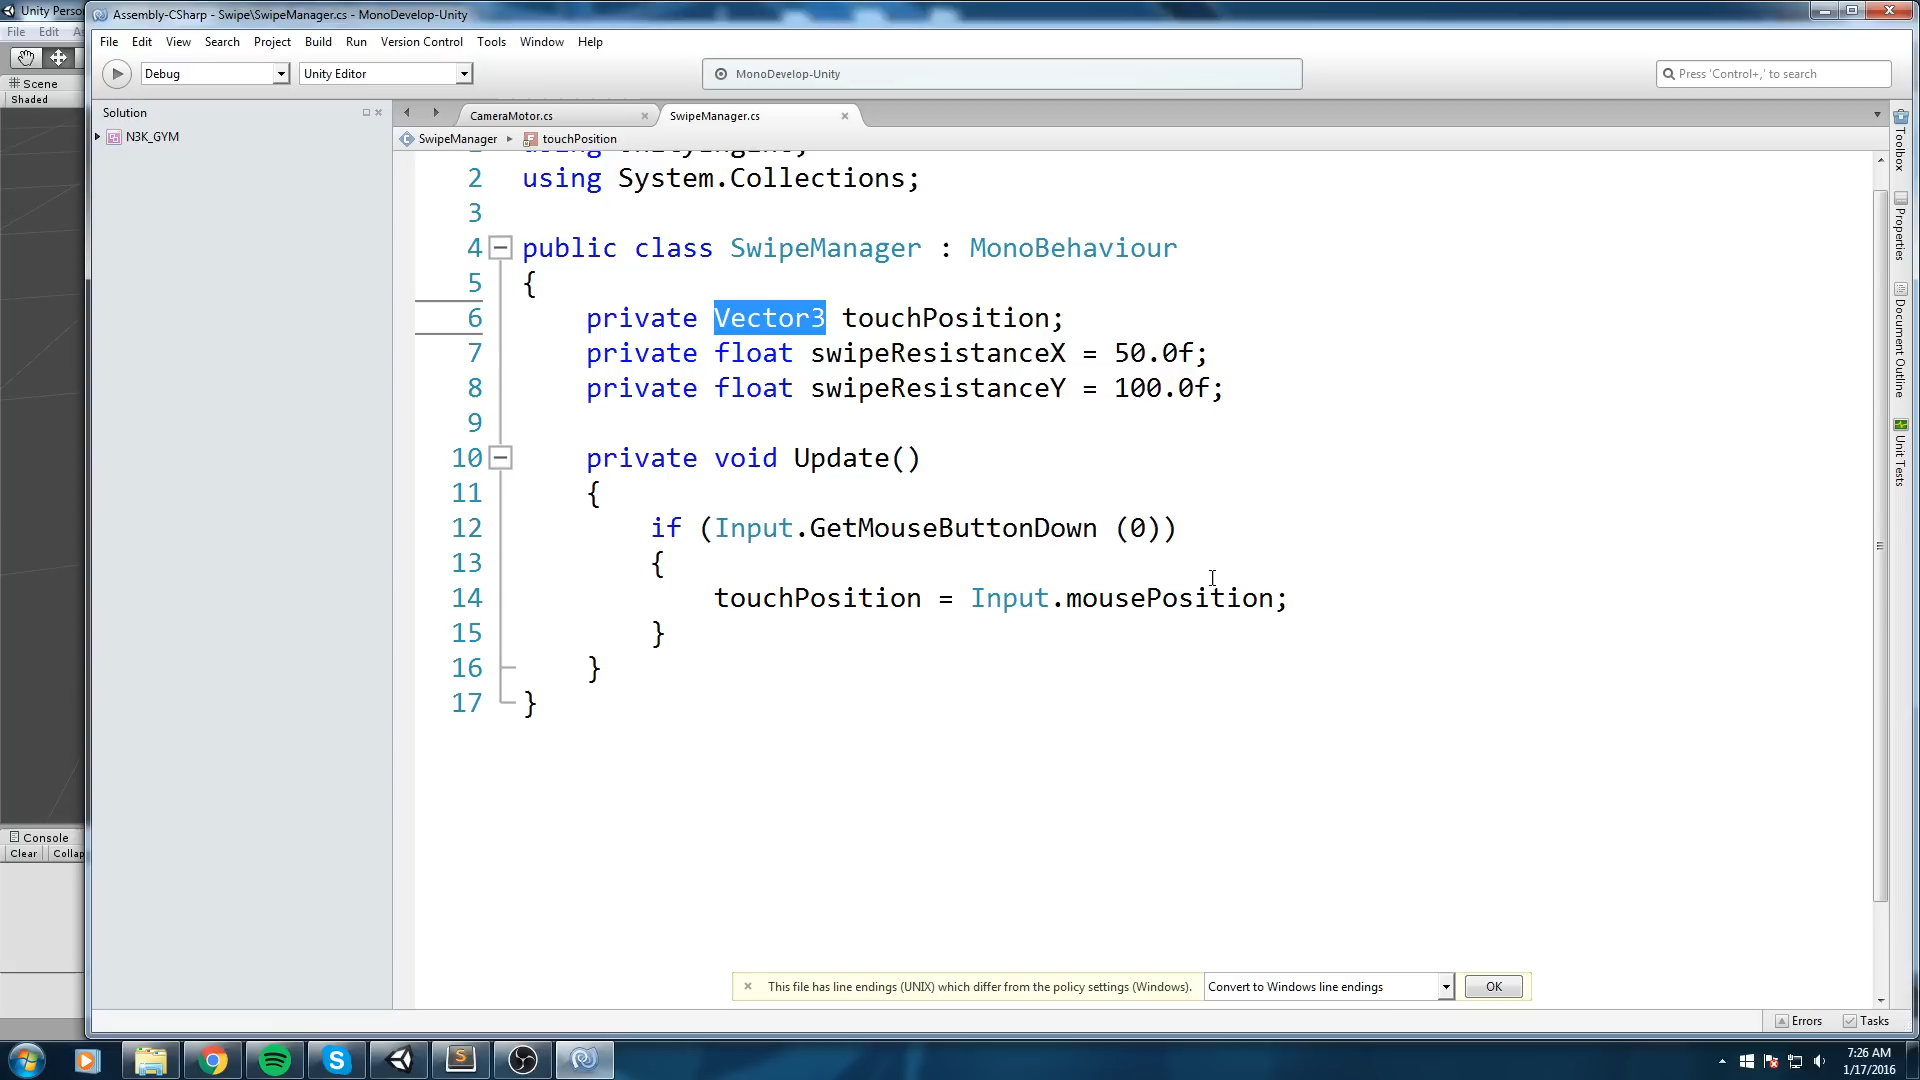 Unity Perso
Assembly-CSharp - Swipe\SwipeManager.cs - MonoDevelop-Unity
File Edit As
File Edit View Search Project Build Run Version Control Tools Window Help
Debug
Unity Editor
MonoDevelop-Unity
Press 'Control+,' to search
Scene
Shaded
Solution
N3K_GYM
CameraMotor.cs
SwipeManager.cs
SwipeManager
touchPosition
2 using System.Collections;
3
4 public class SwipeManager : MonoBehaviour
5 {
6 private Vector3 touchPosition;
7 private float swipeResistanceX = 50.0f;
8 private float swipeResistanceY = 100.0f;
9
10 private void Update()
11 {
12 if (Input.GetMouseButtonDown (0))
13 {
14 touchPosition = Input.mousePosition;
15 }
16 }
17 }
Toolbox
Properties
Document Outline
Unit Tests
Console
Clear Collap
This file has line endings (UNIX) which differ from the policy settings (Windows).
Convert to Windows line endings
OK
Errors
Tasks
7:26 AM
1/17/2016